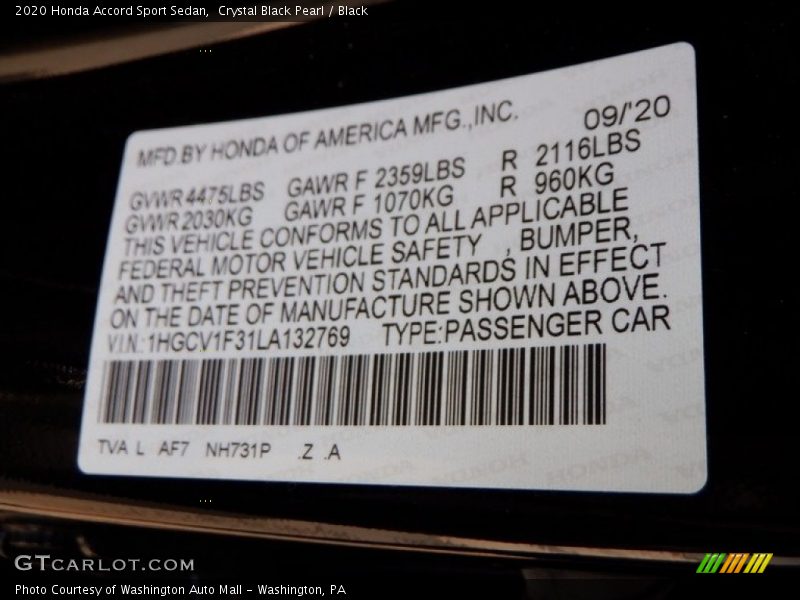 2020 Honda Accord Sport Sedan,  Crystal Black Pearl / Black
MFD.BY HONDA OF AMERICA MFG.,INC. 09/'20
GVWR 4475LBS GAWR F 2359LBS R 2116LBS
GVWR 2030KG GAWR F 1070KG R 960KG
THIS VEHICLE CONFORMS TO ALL APPLICABLE
FEDERAL MOTOR VEHICLE SAFETY , BUMPER,
AND THEFT PREVENTION STANDARDS IN EFFECT
ON THE DATE OF MANUFACTURE SHOWN ABOVE.
V.I.N.:1HGCV1F31LA132769 TYPE:PASSENGER CAR
TVA L AF7 NH731P .Z .A
GTCARLOT.COM
Photo Courtesy of Washington Auto Mall - Washington, PA